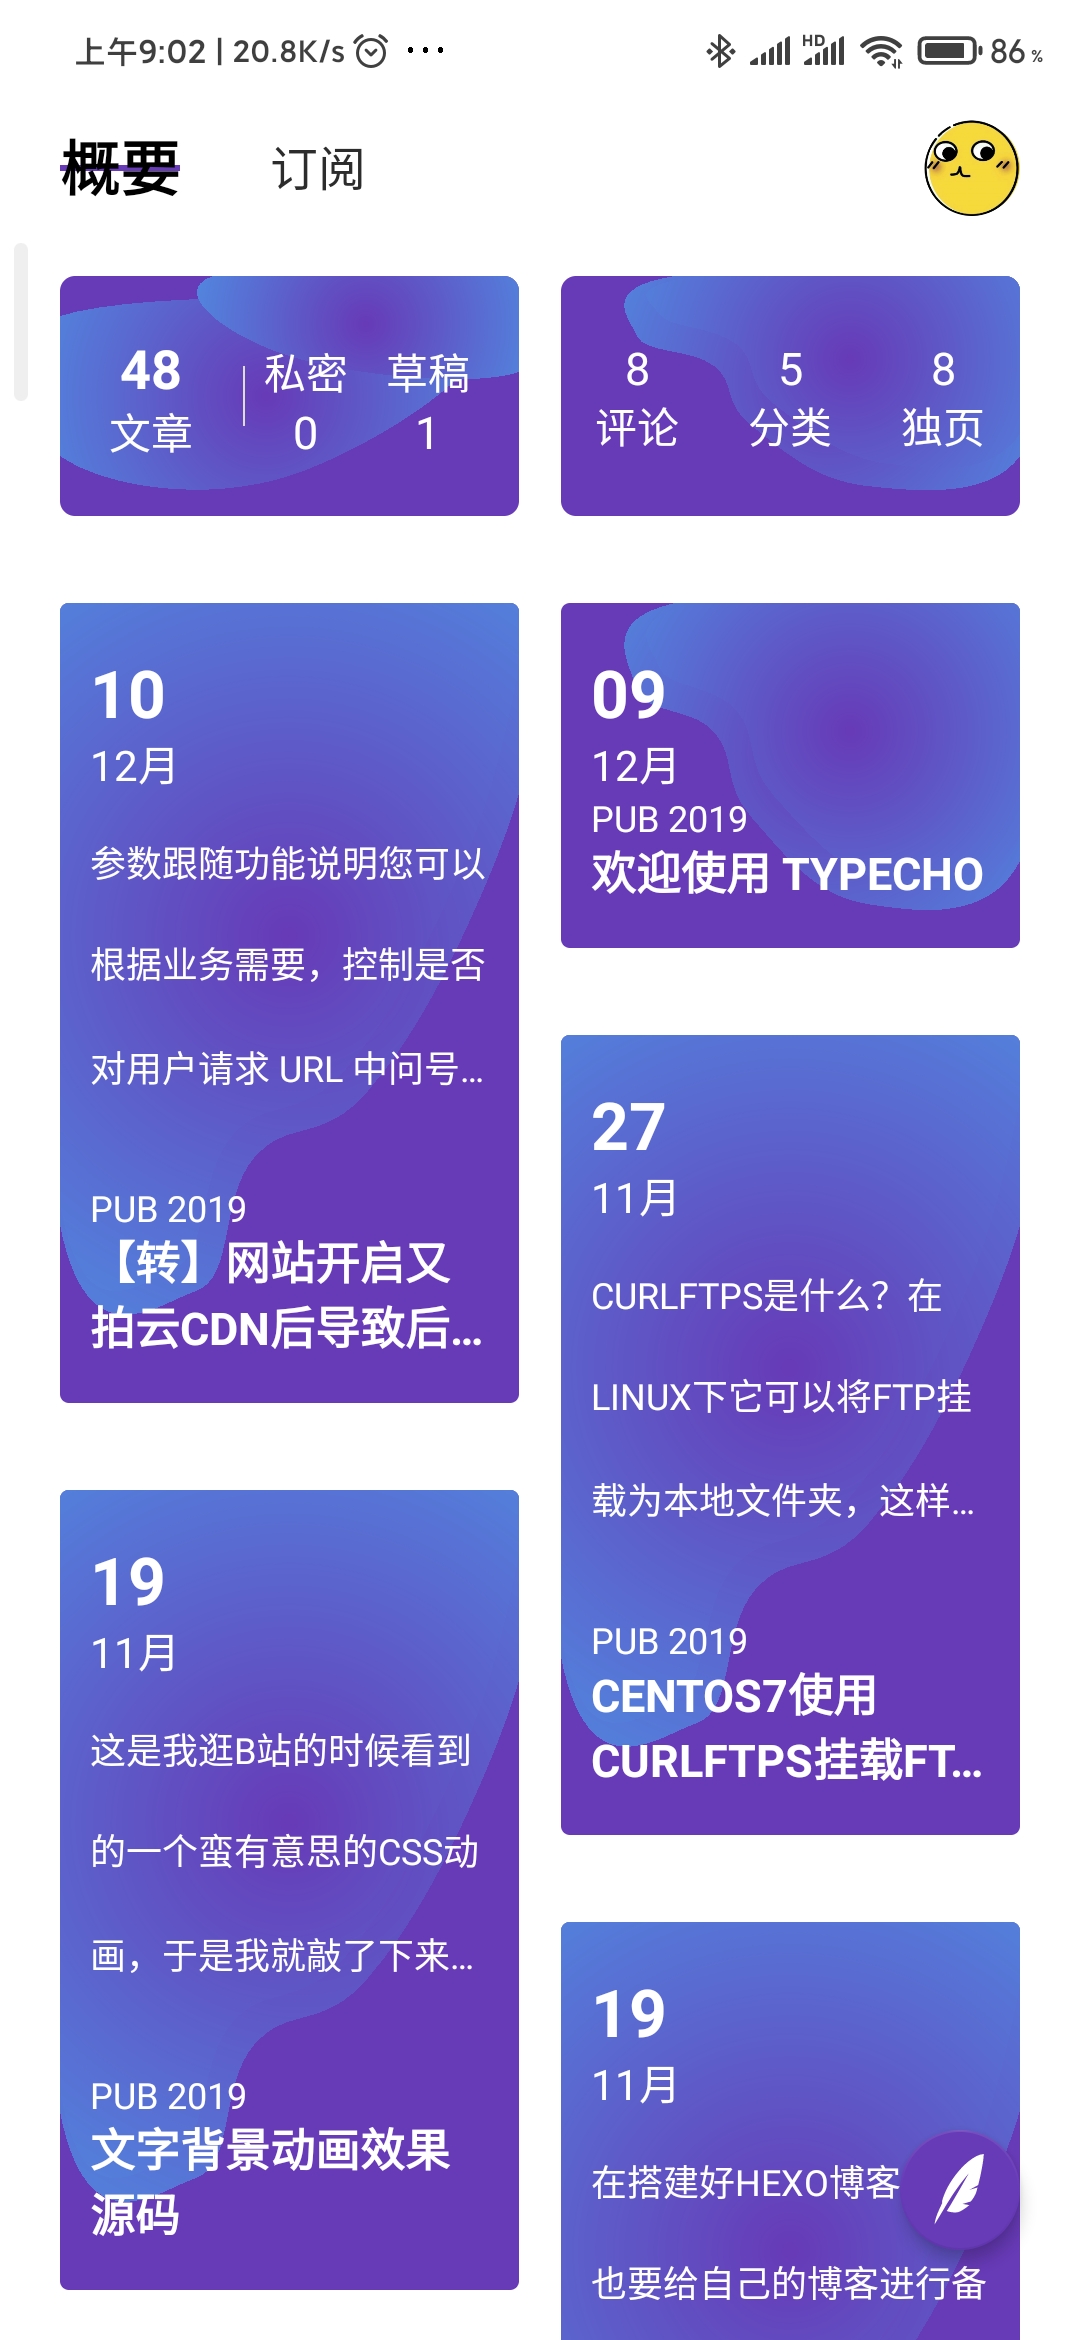 上午9:02 | 20.8K/s ···
HD
86 %
概要
订阅
48
文章
私密
0
草稿
1
8
评论
5
分类
8
独页
10
12月
参数跟随功能说明您可以
根据业务需要，控制是否
对用户请求 URL 中问号...
PUB 2019
【转】网站开启又
拍云CDN后导致后...
09
12月
PUB 2019
欢迎使用 TYPECHO
27
11月
CURLFTPS是什么？在
LINUX下它可以将FTP挂
载为本地文件夹，这样...
PUB 2019
CENTOS7使用
CURLFTPS挂载FT...
19
11月
这是我逛B站的时候看到
的一个蛮有意思的CSS动
画，于是我就敲了下来...
PUB 2019
文字背景动画效果
源码
19
11月
在搭建好HEXO博客
也要给自己的博客进行备